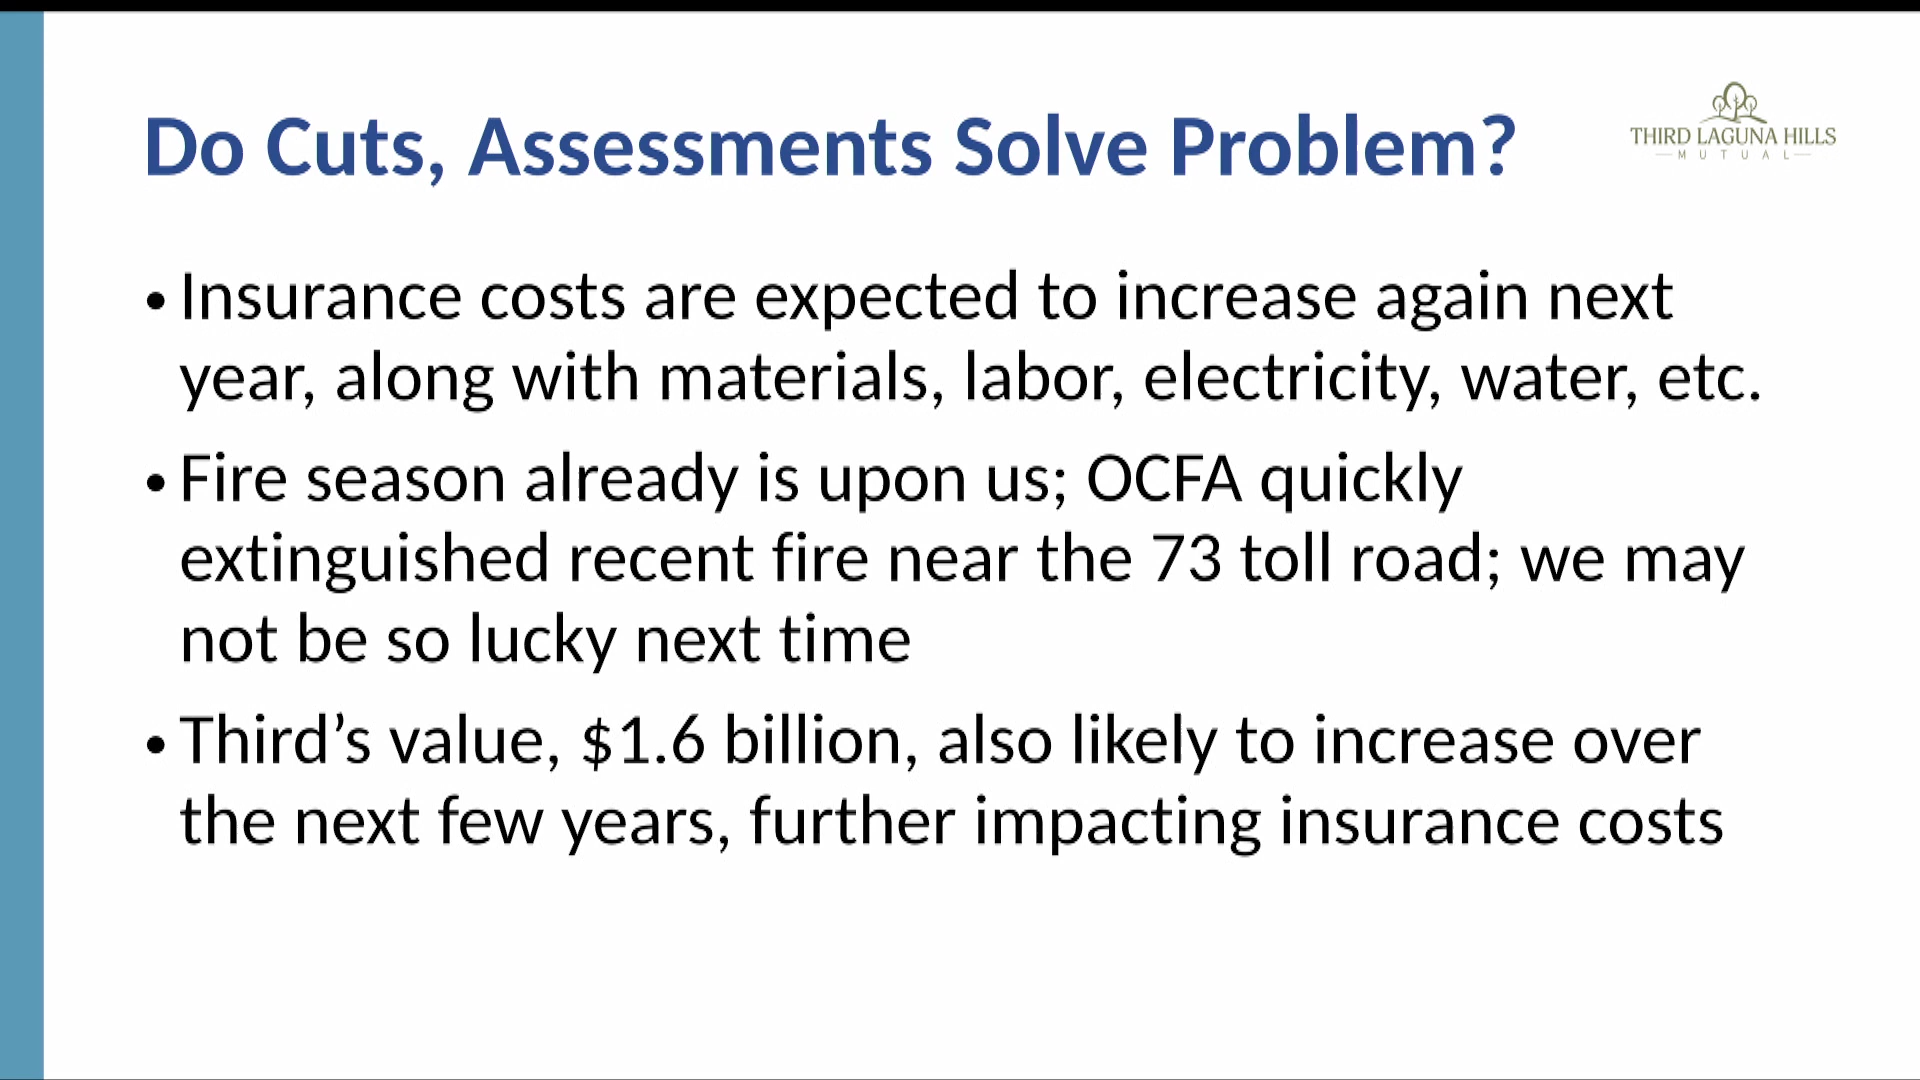 Do Cuts, Assessments Solve Problem?
THIRD LAGUNA HILLS
MUTUAL
• Insurance costs are expected to increase again next
year, along with materials, labor, electricity, water, etc.
• Fire season already is upon us; OCFA quickly
extinguished recent fire near the 73 toll road; we may
not be so lucky next time
• Third’s value, $1.6 billion, also likely to increase over
the next few years, further impacting insurance costs